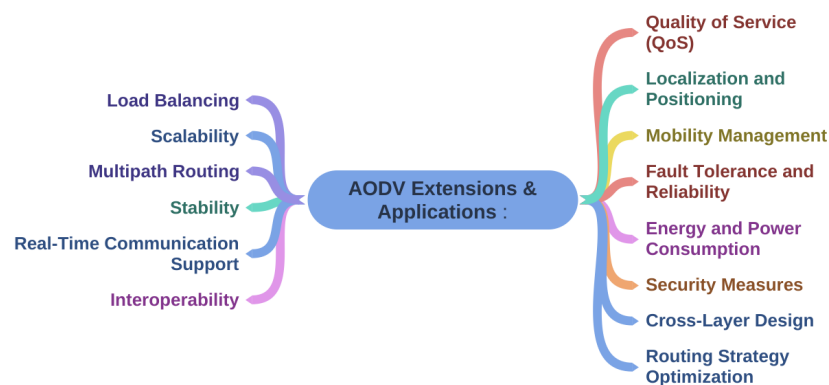 Load Balancing
Scalability
Multipath Routing
Stability
Real-Time Communication
Support
Interoperability
AODV Extensions &
Applications :
Quality of Service
(QoS)
Localization and
Positioning
Mobility Management
Fault Tolerance and
Reliability
Energy and Power
Consumption
Security Measures
Cross-Layer Design
Routing Strategy
Optimization